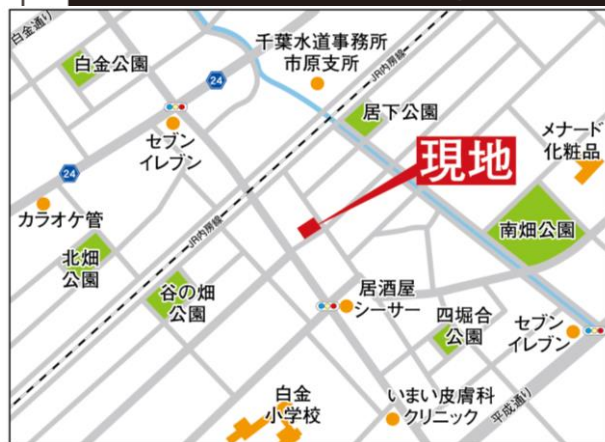 白金通り
白金公園
24
千葉水道事務所
市原支所
JR内房線
居下公園
メナード
化粧品
セブン
イレブン
現地
24
カラオケ管
南畑公園
北畑
公園
JR内房線
谷の畑
公園
居酒屋
シーサー
四堀合
公園
セブン
イレブン
白金
小学校
いまい皮膚科
クリニック
平成通り